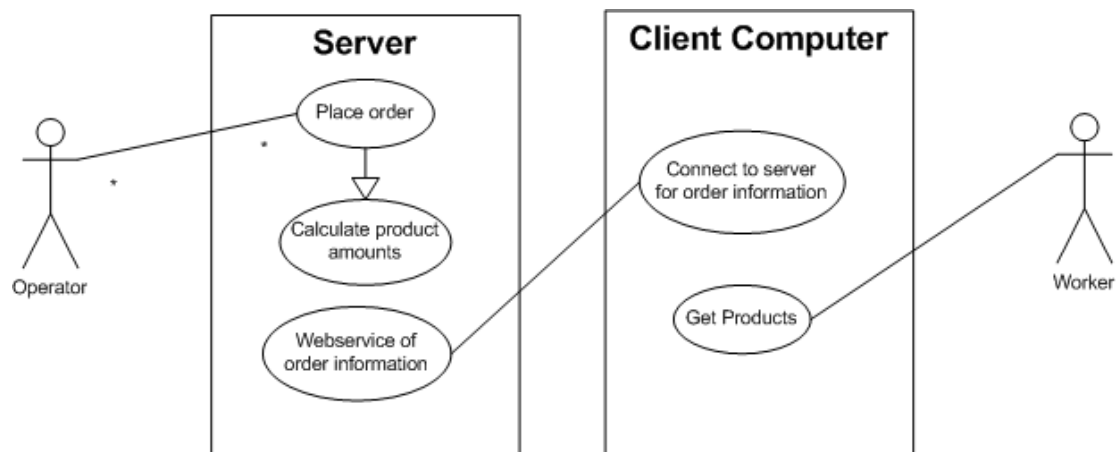 Server
Client Computer
Place order
*
*
Connect to server
for order information
Calculate product
amounts
Operator
Worker
Get Products
Webservice of
order information